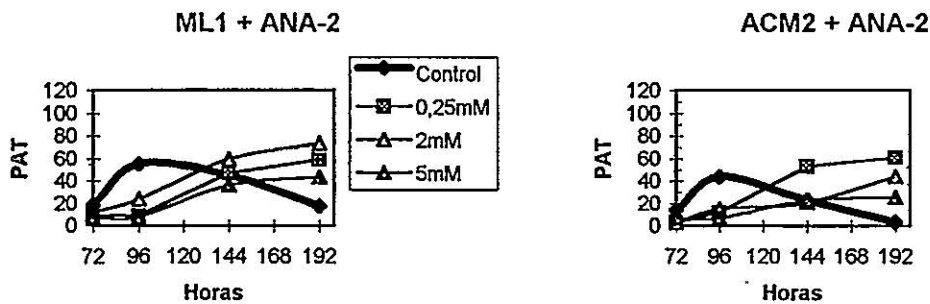 ML1 + ANA-2
PAT
120
100
80
60
40
20
0
72 96 120 144 168 192
Horas
Control
0,25mM
2mM
5mM
ACM2 + ANA-2
PAT
120
100
80
60
40
20
0
72 96 120 144 168 192
Horas